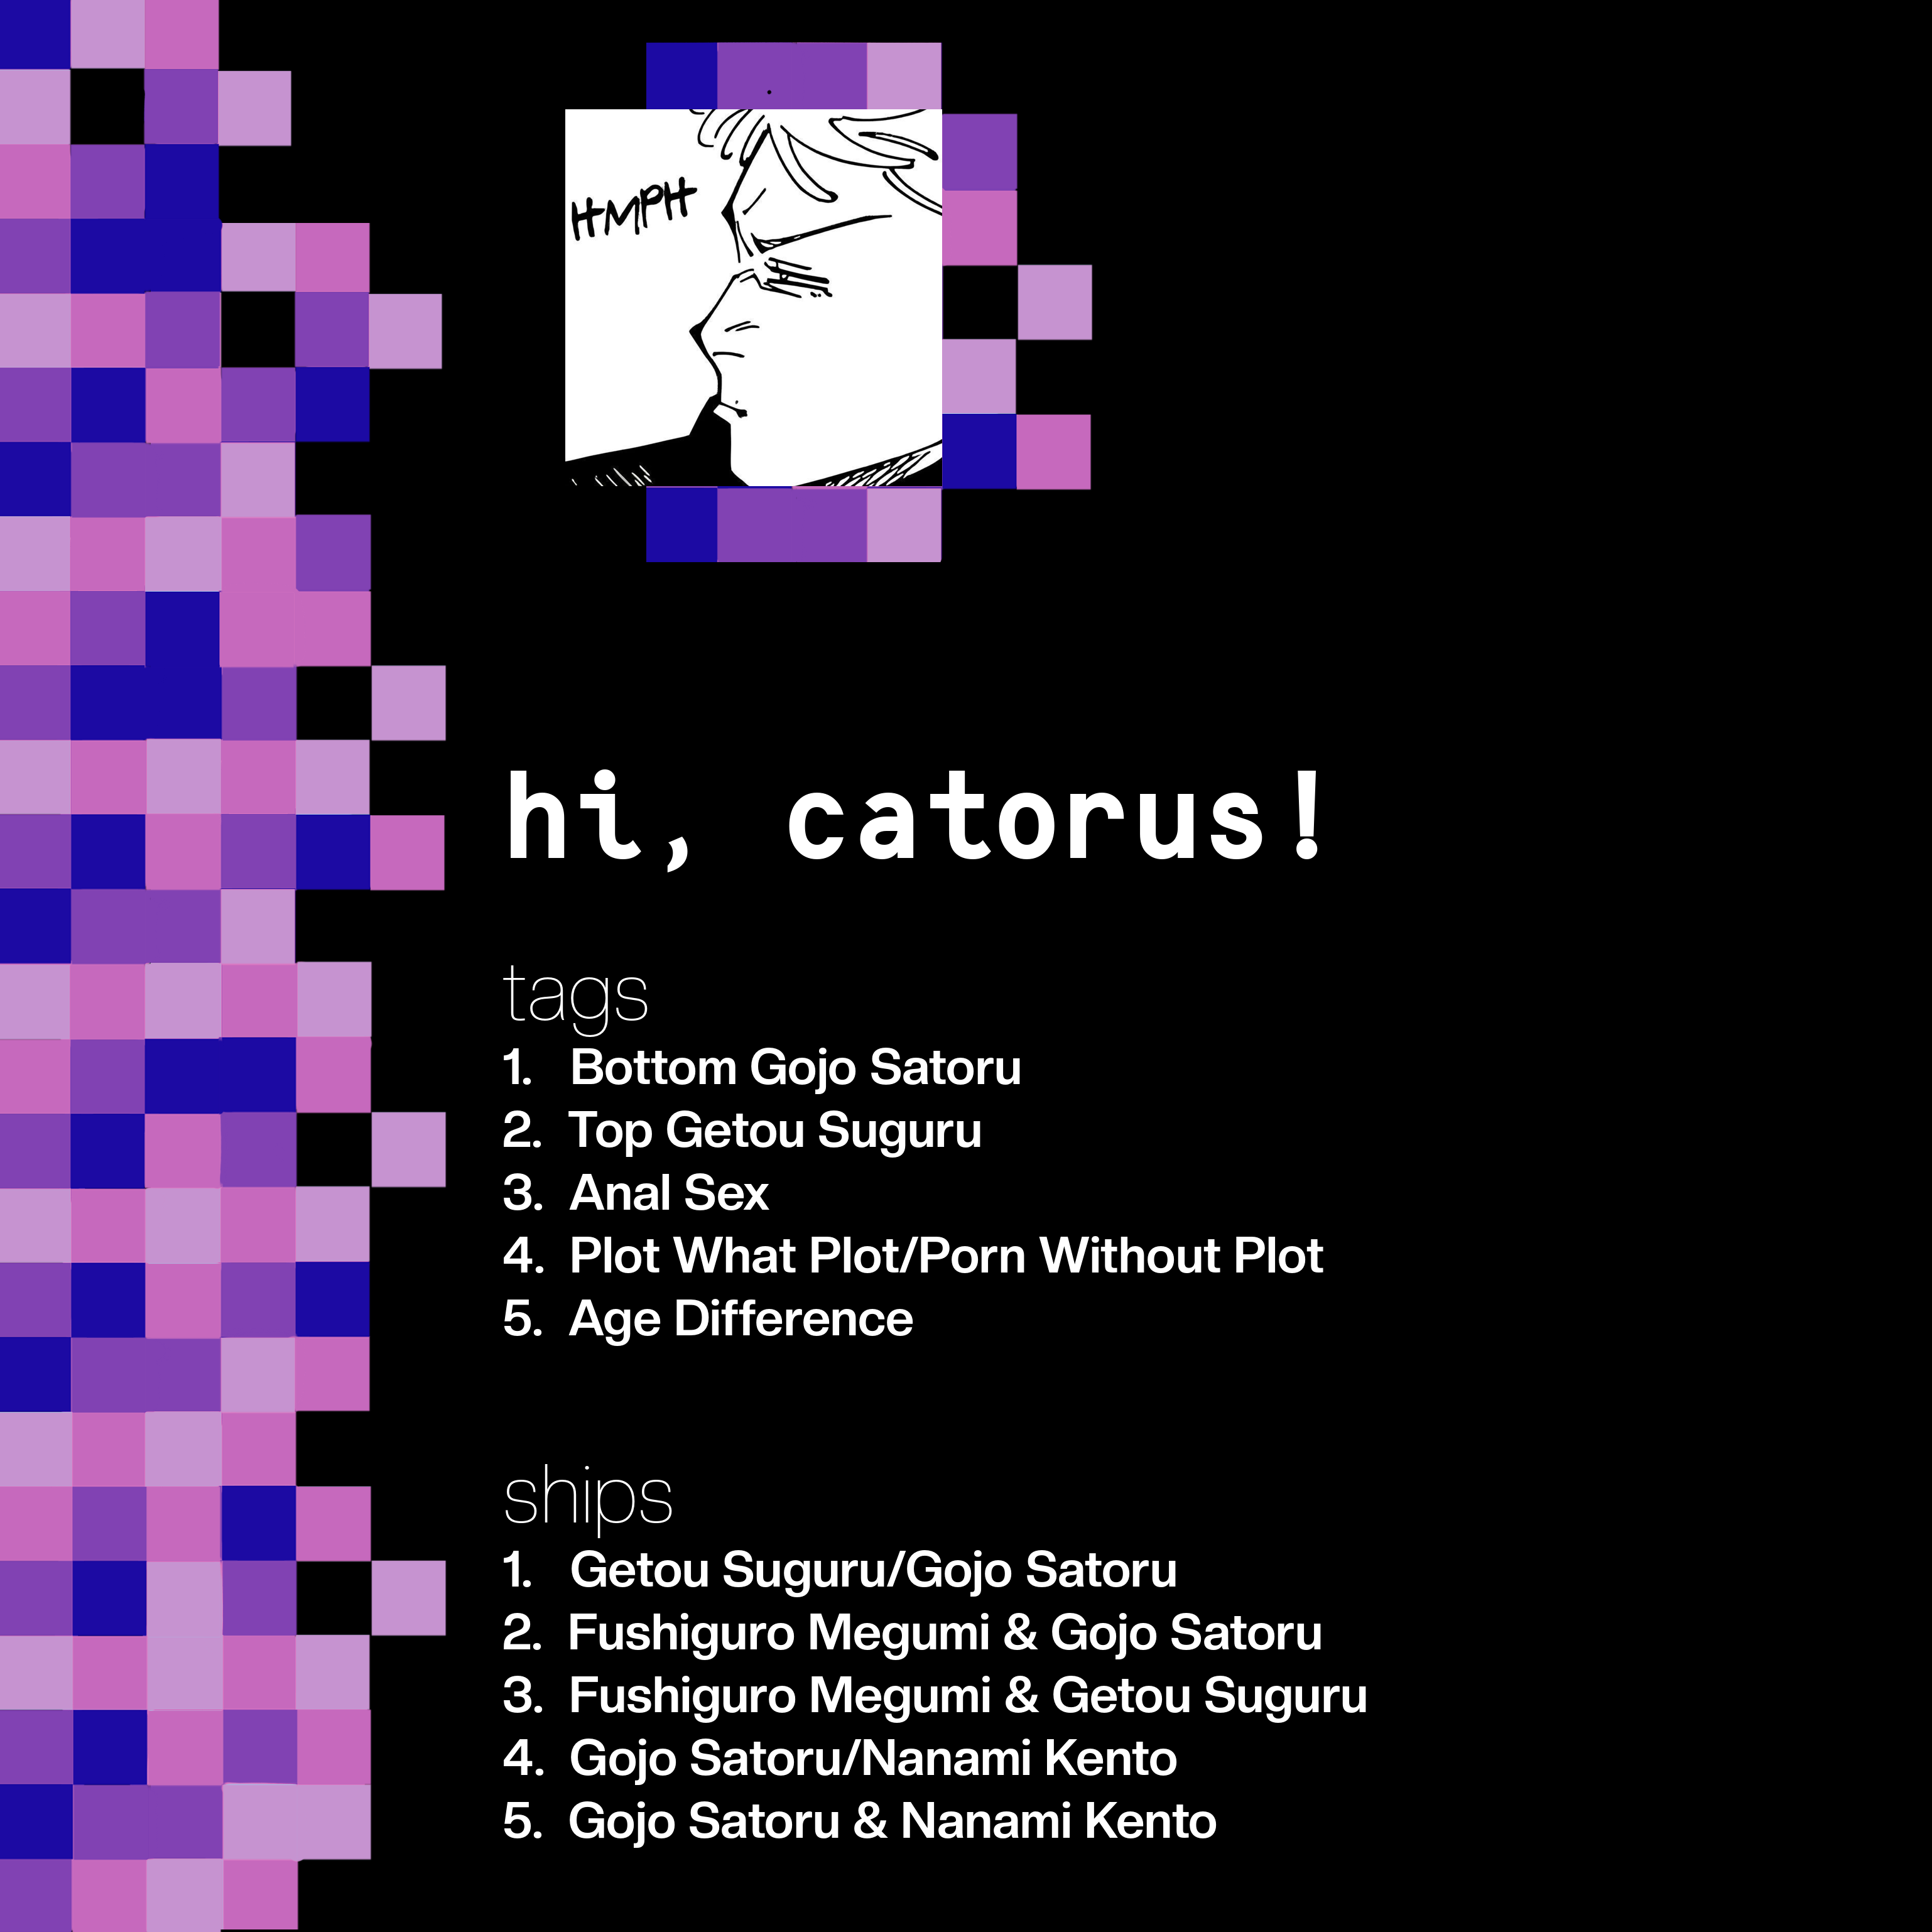 HMPH
hi, catorus!
tags
1. Bottom Gojo Satoru
2. Top Getou Suguru
3. Anal Sex
4. Plot What Plot/Porn Without Plot
5. Age Difference
ships
1. Getou Suguru/Gojo Satoru
2. Fushiguro Megumi & Gojo Satoru
3. Fushiguro Megumi & Getou Suguru
4. Gojo Satoru/Nanami Kento
5. Gojo Satoru & Nanami Kento